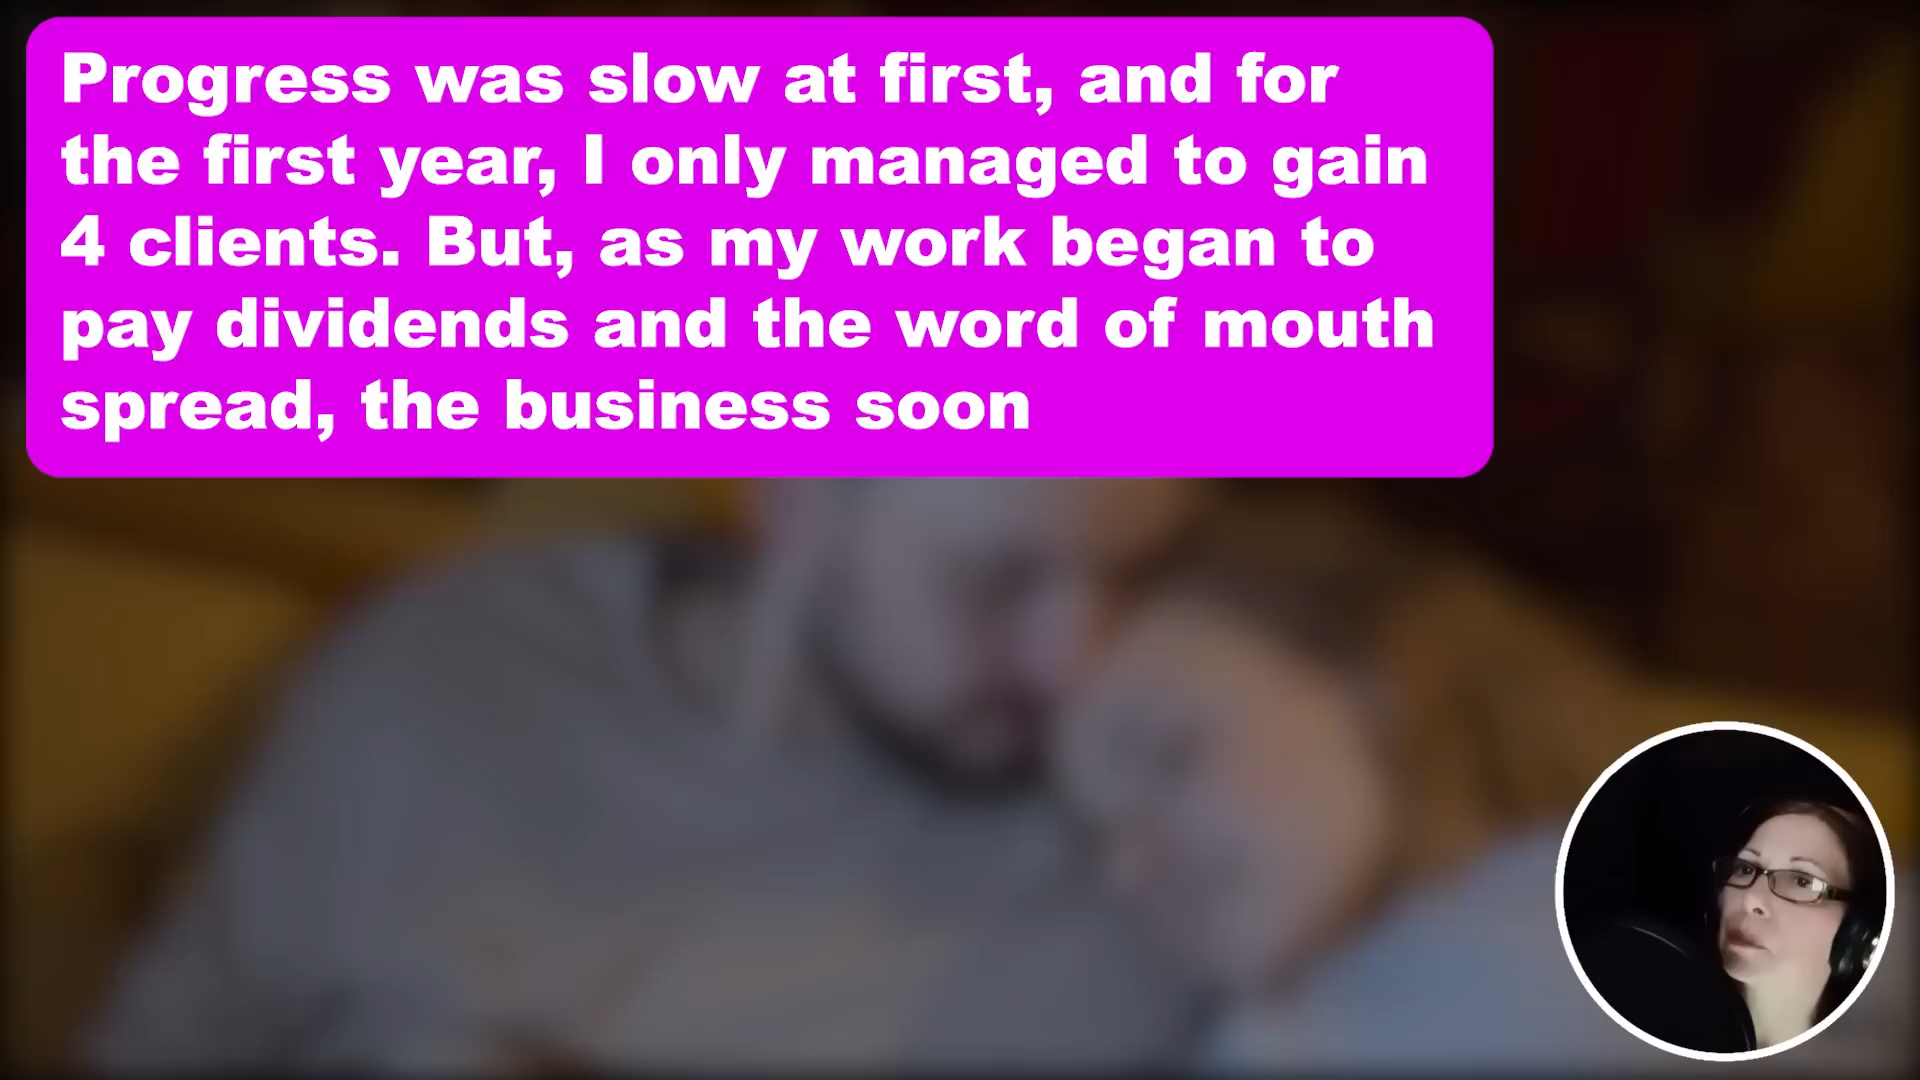 Progress was slow at first, and for
the first year, I only managed to gain
4 clients. But, as my work began to
pay dividends and the word of mouth
spread, the business soon